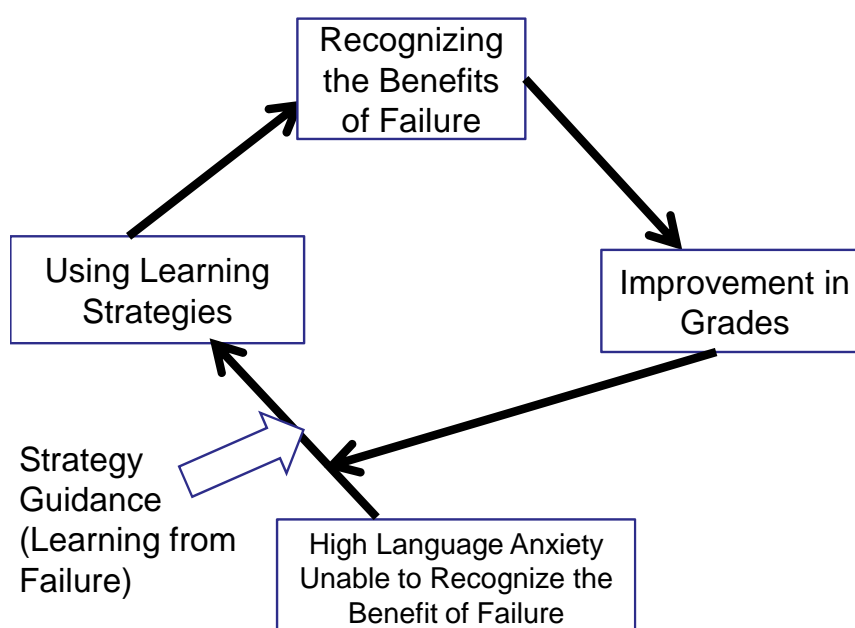 Recognizing
the Benefits
of Failure
Using Learning
Strategies
Improvement in
Grades
Strategy
Guidance
(Learning from
Failure)
High Language Anxiety
Unable to Recognize the
Benefit of Failure